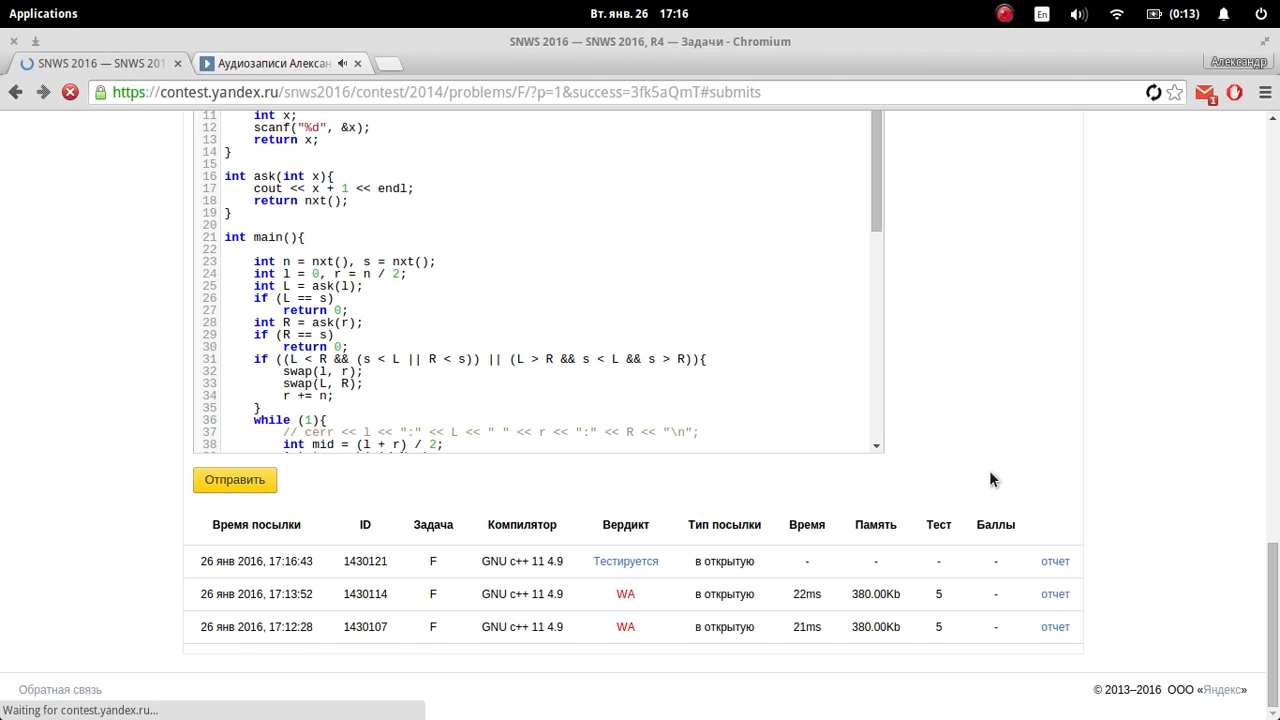 Applications
Вт. янв. 26 17:16
En
(0:13)
SNWS 2016 — SNWS 2016, R4 — Задачи - Chromium
SNWS 2016 — SNWS 201
Аудиозаписи Алексан
Александр
https://contest.yandex.ru/snws2016/contest/2014/problems/F/?p=1&success=3fk5aQmT#submits
1
11 int x;
12 scanf("%d", &x);
13 return x;
14 }
15
16 int ask(int x){
17 cout << x + 1 << endl;
18 return nxt();
19 }
20
21 int main(){
22
23 int n = nxt(), s = nxt();
24 int l = 0, r = n / 2;
25 int L = ask(l);
26 if (L == s)
27 return 0;
28 int R = ask(r);
29 if (R == s)
30 return 0;
31 if ((L < R && (s < L || R < s)) || (L > R && s < L && s > R)){
32 swap(l, r);
33 swap(L, R);
34 r += n;
35 }
36 while (1){
37 // cerr << l << ":" << L << " " << r << ":" << R << "\n";
38 int mid = (l + r) / 2;
Отправить
Время посылки ID Задача Компилятор Вердикт Тип посылки Время Память Тест Баллы
26 янв 2016, 17:16:43 1430121 F GNU c++ 11 4.9 Тестируется в открытую - - - - отчет
26 янв 2016, 17:13:52 1430114 F GNU c++ 11 4.9 WA в открытую 22ms 380.00Kb 5 - отчет
26 янв 2016, 17:12:28 1430107 F GNU c++ 11 4.9 WA в открытую 21ms 380.00Kb 5 - отчет
Обратная связь
© 2013–2016 ООО «Яндекс»
Waiting for contest.yandex.ru...